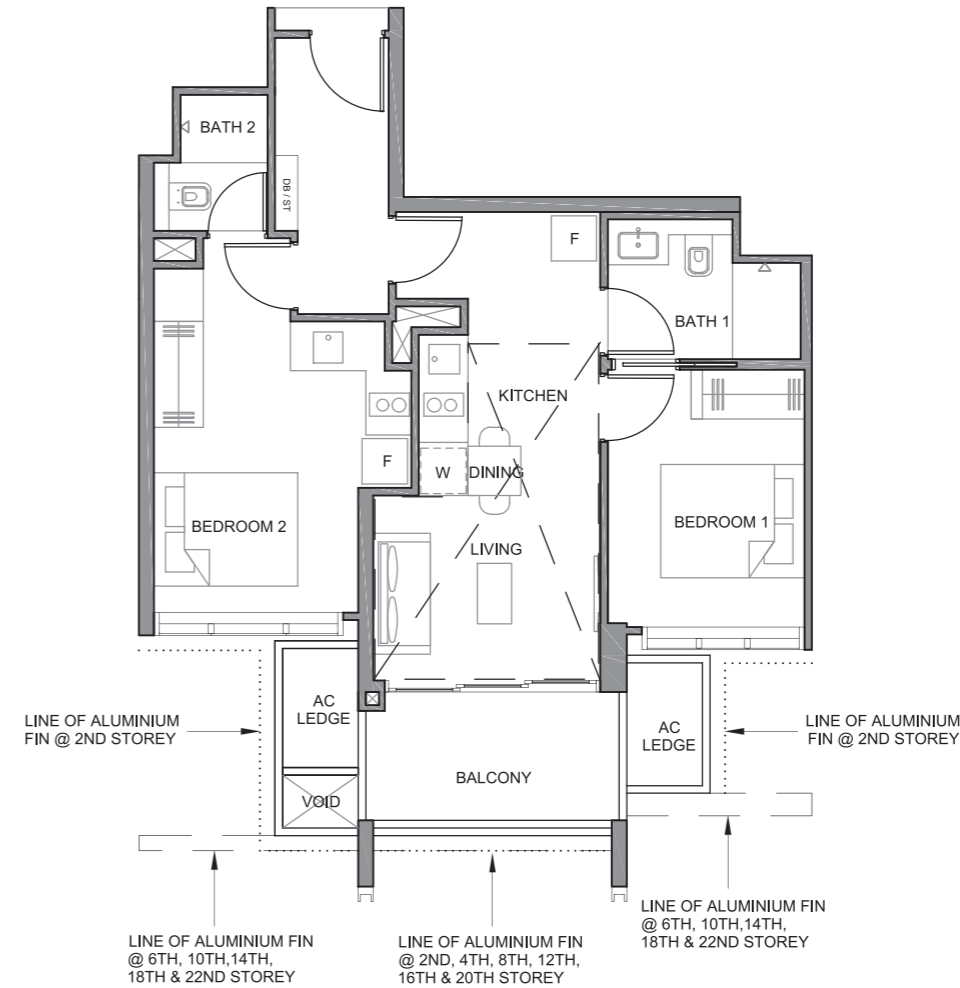 BATH 2
DB / ST
F
BATH 1
KITCHEN
F
W
DINING
BEDROOM 2
BEDROOM 1
LIVING
AC
LEDGE
LINE OF ALUMINIUM
FIN @ 2ND STOREY
AC
LEDGE
LINE OF ALUMINIUM
FIN @ 2ND STOREY
BALCONY
VOID
LINE OF ALUMINIUM FIN
@ 6TH, 10TH,14TH,
18TH & 22ND STOREY
LINE OF ALUMINIUM FIN
@ 2ND, 4TH, 8TH, 12TH,
16TH & 20TH STOREY
LINE OF ALUMINIUM FIN
@ 6TH, 10TH,14TH,
18TH & 22ND STOREY